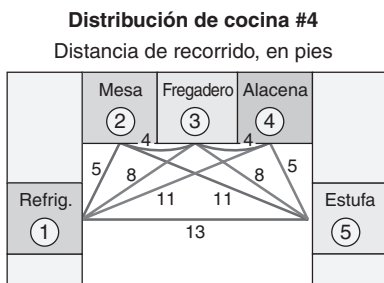 Distribución de cocina #4
Distancia de recorrido, en pies
Mesa Fregadero Alacena
2 3 4
4 4
5 8 8 5
Refrig. 11 11 Estufa
1 13 5